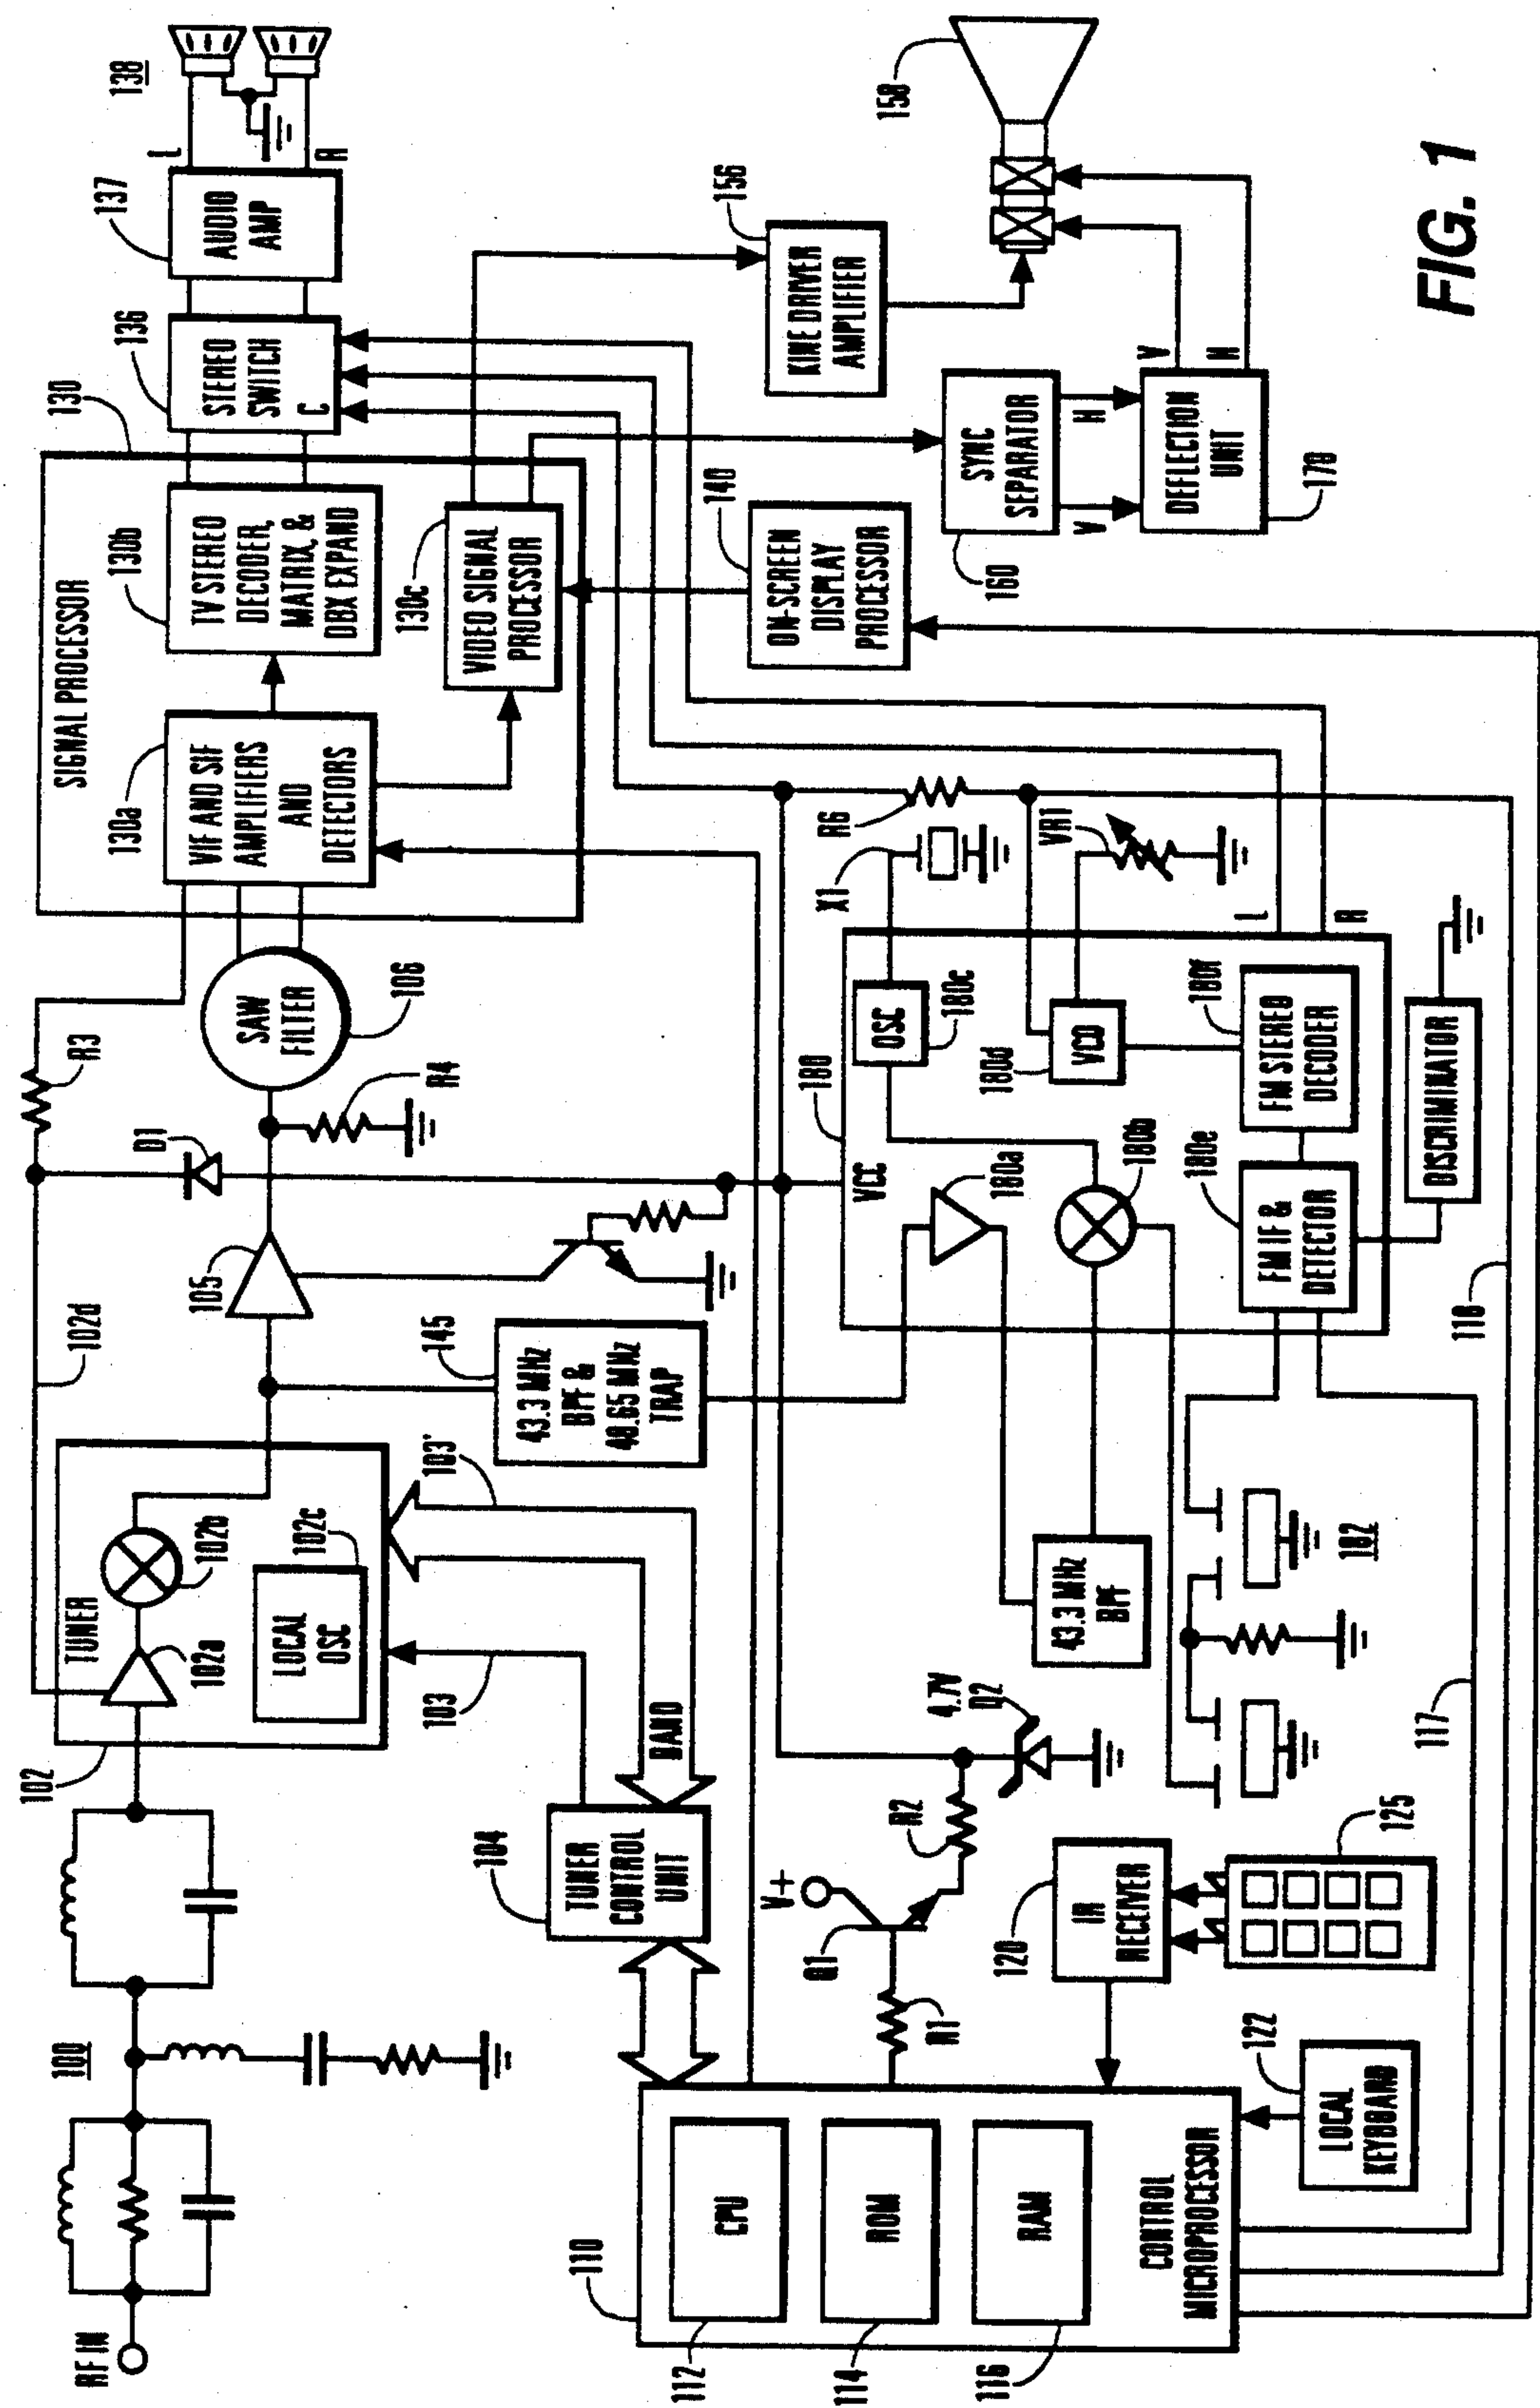 RF IN
100
102
TUNER
102a
102b
LOCAL
OSC
102c
102d
103
103'
BAND
104
TUNER
CONTROL
UNIT
105
145
43.3 MHz
BPF &
48.65 MHz
TRAP
D1
R3
R4
SAW
FILTER
106
SIGNAL PROCESSOR
130
130a
VIF AND SIF
AMPLIFIERS
AND
DETECTORS
130b
TV STEREO
DECODER,
MATRIX, &
DBX EXPAND
130c
VIDEO SIGNAL
PROCESSOR
136
STEREO
SWITCH
C
137
AUDIO
AMP
L
R
138
140
ON-SCREEN
DISPLAY
PROCESSOR
156
KINE DRIVER
AMPLIFIER
158
SYNC
SEPARATOR
160
V
H
DEFLECTION
UNIT
170
V
H
110
CPU
112
ROM
114
RAM
116
CONTROL
MICROPROCESSOR
R1
Q1
V+
R2
4.7V
D2
120
IR
RECEIVER
125
122
LOCAL
KEYBOARD
117
118
43.3 MHz
BPF
182
180
VCC
180a
180b
OSC
180c
X1
R6
VCO
180d
VR1
FM IF &
DETECTOR
180e
FM STEREO
DECODER
180f
L
R
DISCRIMINATOR
FIG. 1